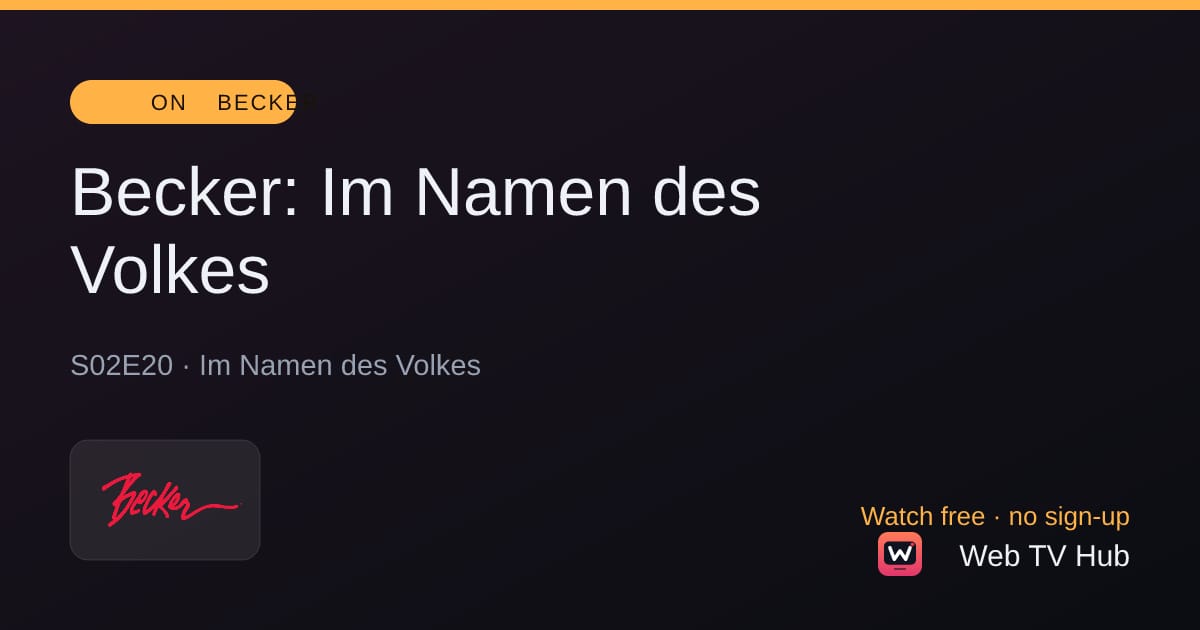 ON BECKER
Becker: Im Namen des
Volkes
S02E20 · Im Namen des Volkes
Becker
Watch free · no sign-up
W
Web TV Hub